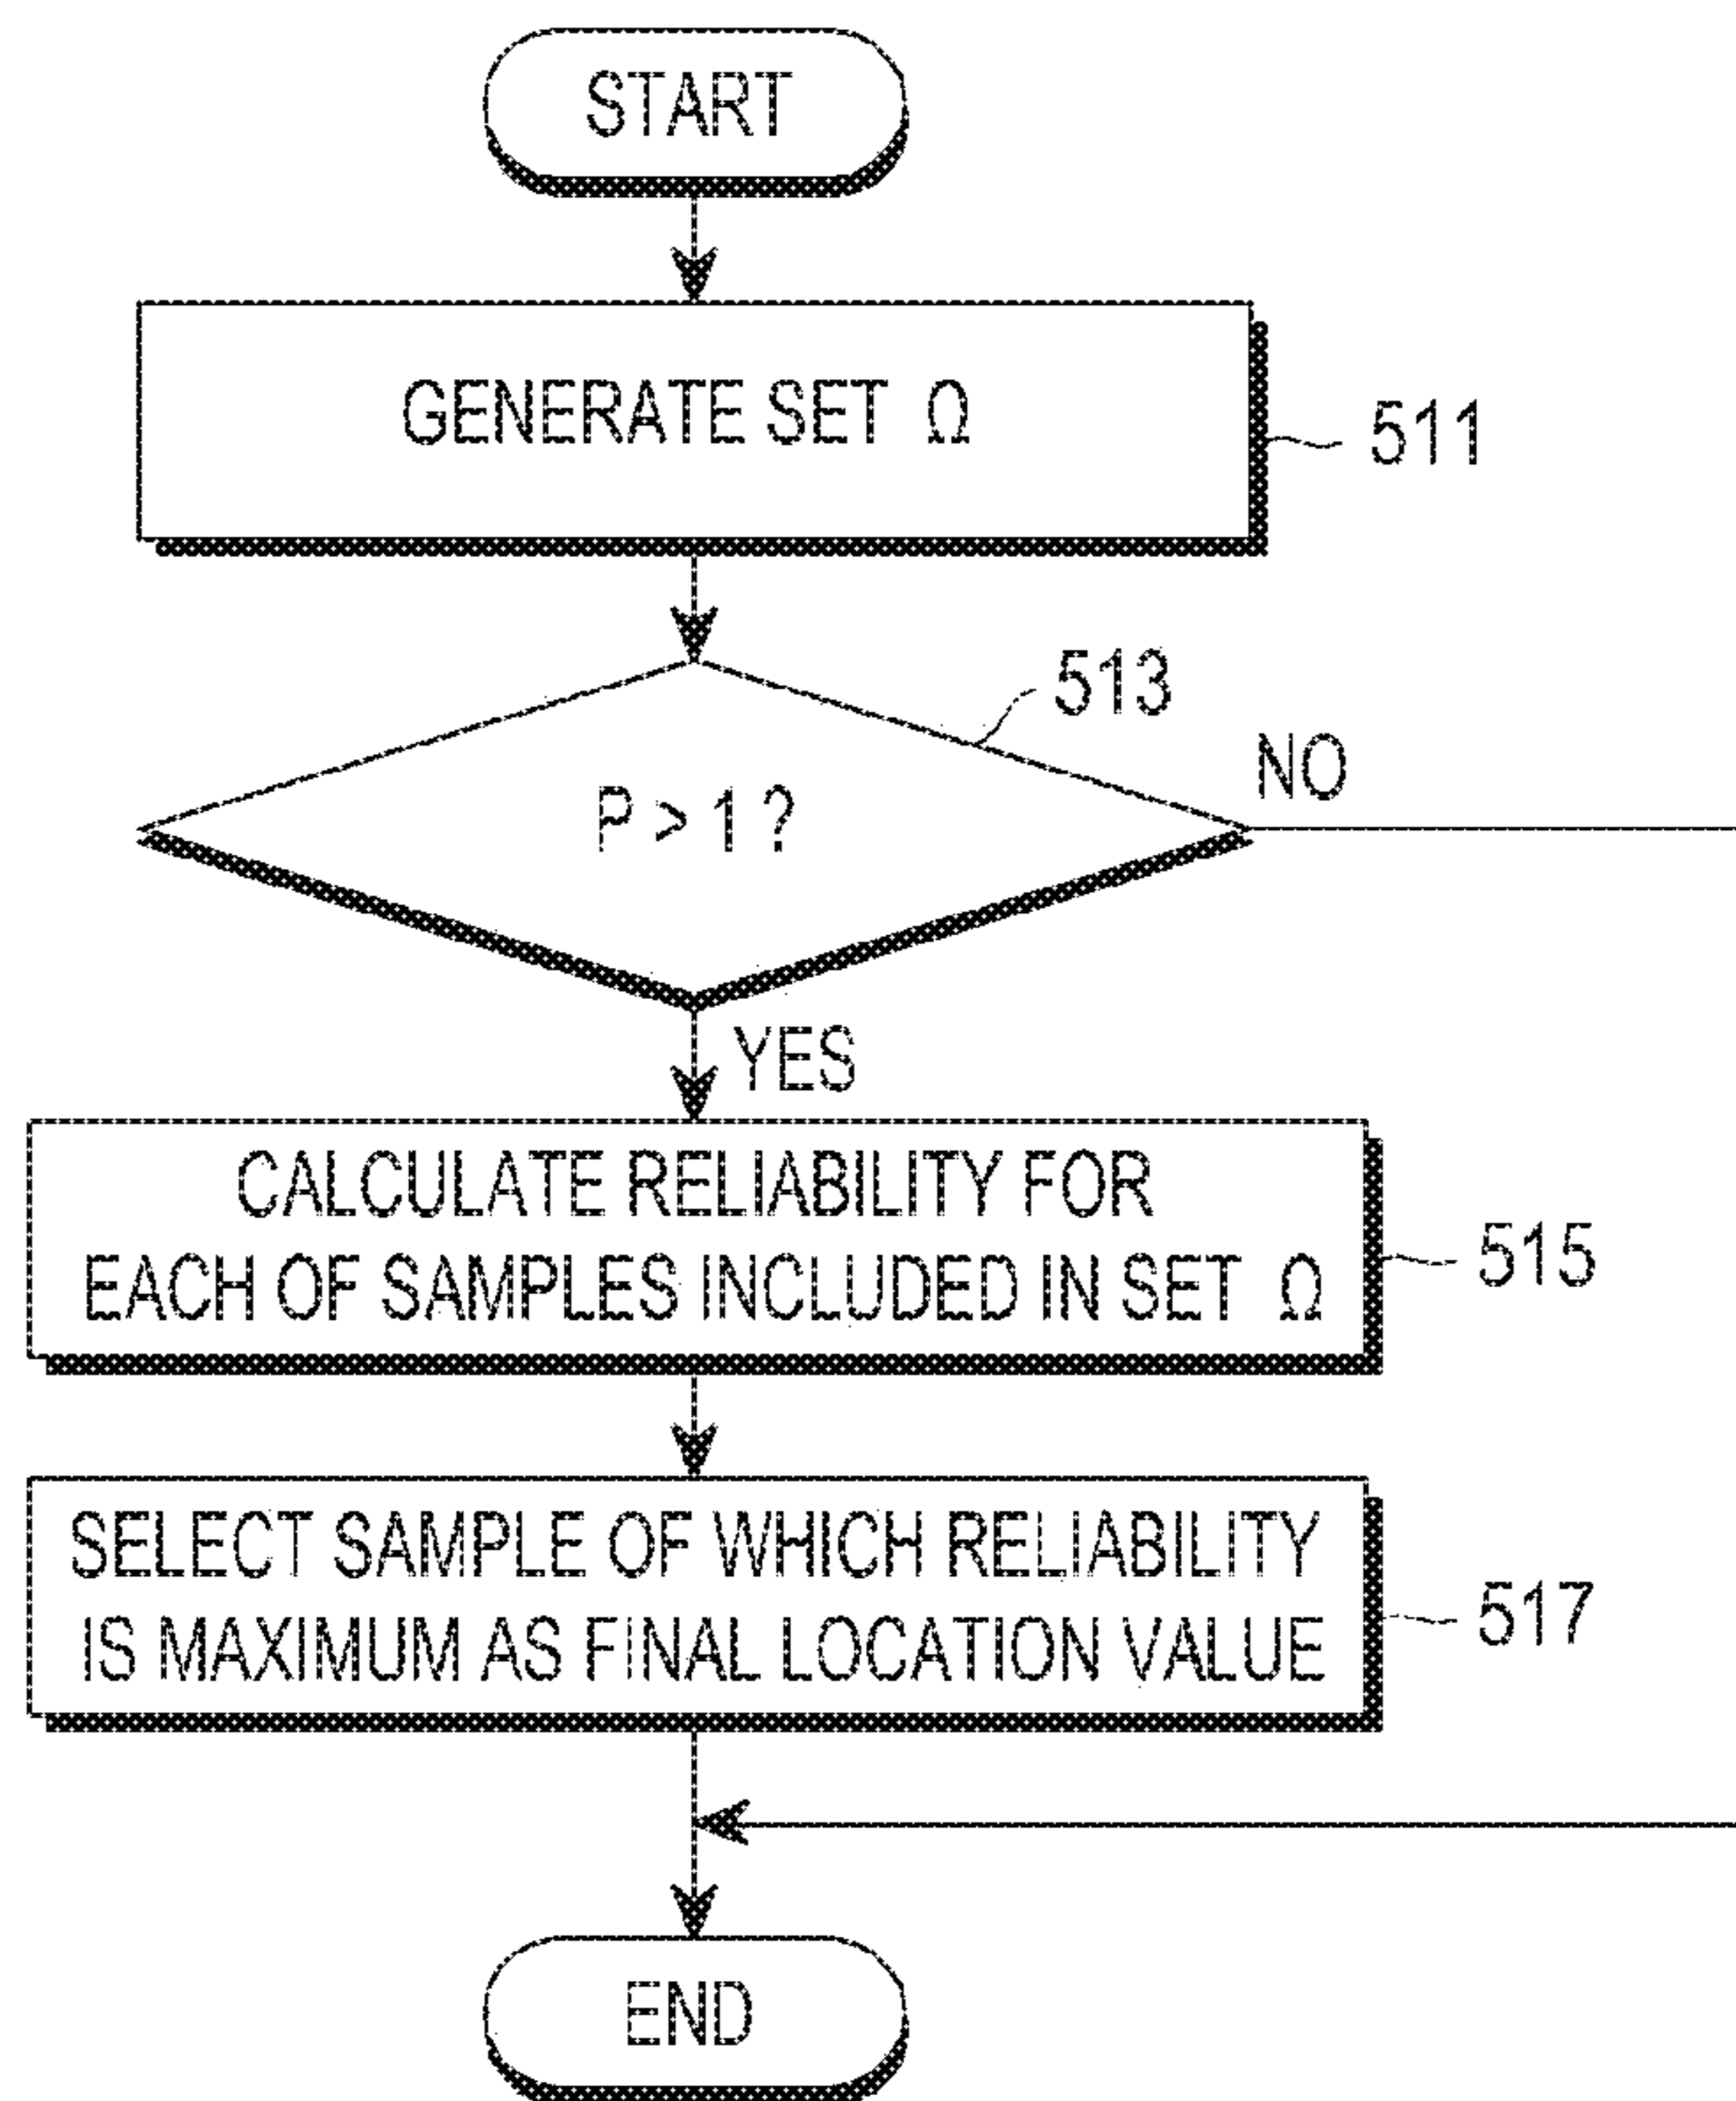 START
GENERATE SET Ω
511
513
P > 1 ?
NO
YES
CALCULATE RELIABILITY FOR
EACH OF SAMPLES INCLUDED IN SET Ω
515
SELECT SAMPLE OF WHICH RELIABILITY
IS MAXIMUM AS FINAL LOCATION VALUE
517
END